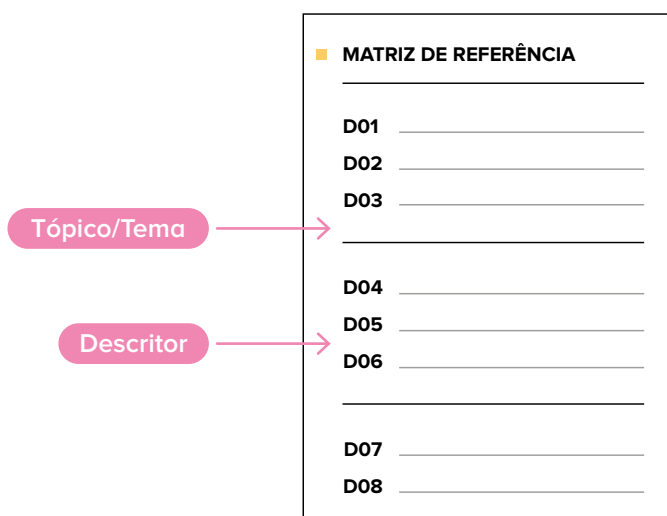 MATRIZ DE REFERÊNCIA
D01
D02
D03
Tópico/Tema
D04
D05
Descritor
D06
D07
D08